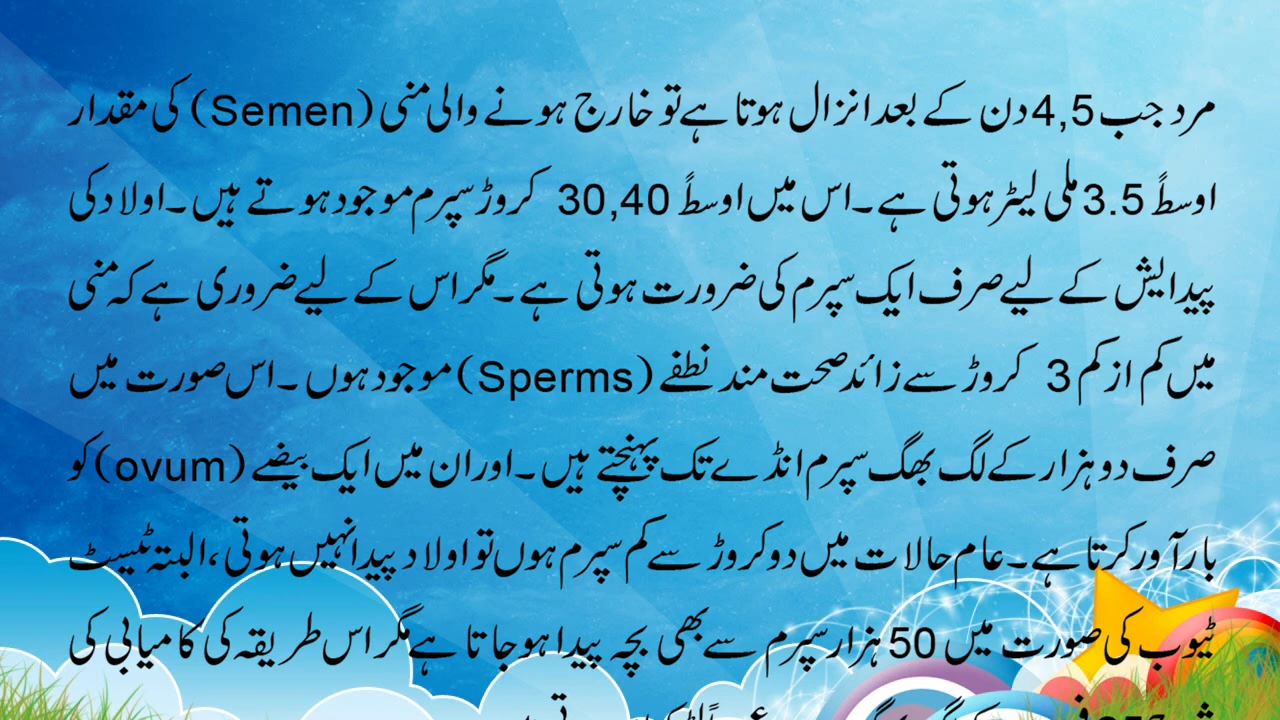 مرد جب 4,5 دن کے بعد انزال ہوتا ہے تو خارج ہونے والی منی (Semen) کی مقدار
اوسطاً 3.5 ملی لیٹر ہوتی ہے۔ اس میں اوسطاً 30,40 کروڑ سپرم موجود ہوتے ہیں۔ اولاد کی
پیدایش کے لیے صرف ایک سپرم کی ضرورت ہوتی ہے۔ مگر اس کے لیے ضروری ہے کہ منی
میں کم از کم 3 کروڑ سے زائد صحت مند نطفے (Sperms) موجود ہوں ۔ اس صورت میں
صرف دو ہزار کے لگ بھگ سپرم انڈے تک پہنچتے ہیں۔ اور ان میں ایک بیضے (ovum) کو
بارآور کرتا ہے۔ عام حالات میں دو کروڑ سے کم سپرم ہوں تو اولاد پیدا نہیں ہوتی، البتہ ٹیسٹ
ٹیوب کی صورت میں 50 ہزار سپرم سے بھی بچہ پیدا ہو جاتا ہے مگر اس طریقہ کی کامیابی کی